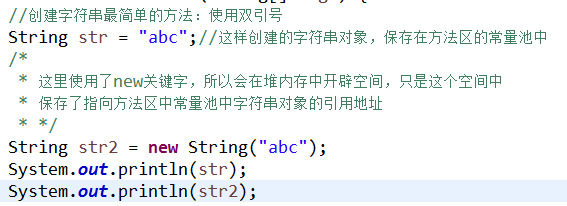 //创建字符串最简单的方法：使用双引号
String str = "abc";//这样创建的字符串对象，保存在方法区的常量池中
/*
 * 这里使用了new关键字，所以会在堆内存中开辟空间，只是这个空间中
 * 保存了指向方法区中常量池中字符串对象的引用地址
 * */
String str2 = new String("abc");
System.out.println(str);
System.out.println(str2);